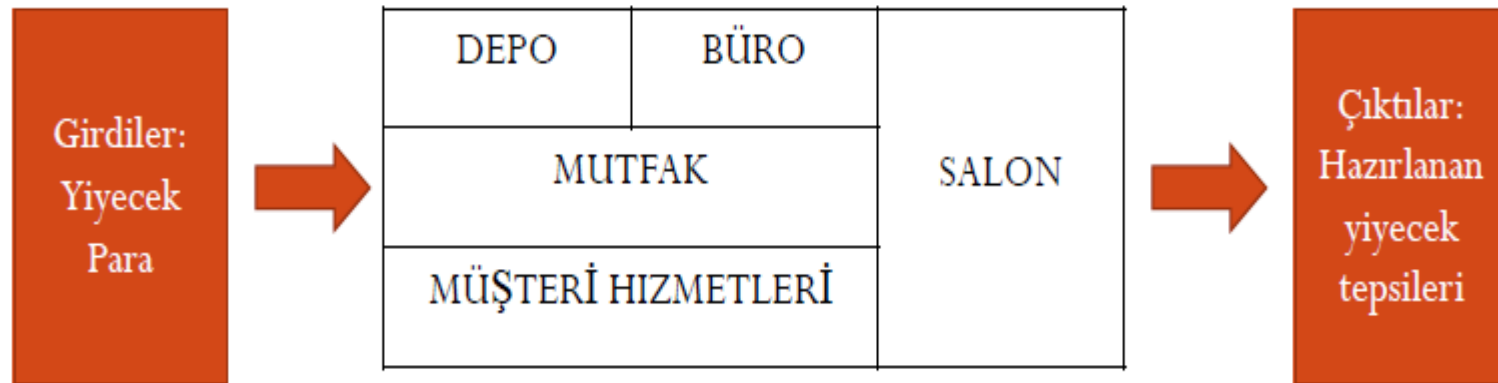 Girdiler:
Yiyecek
Para
DEPO
BÜRO
MUTFAK
MÜŞTERİ HIZMETLERİ
SALON
Çıktılar:
Hazırlanan
yiyecek
tepsileri